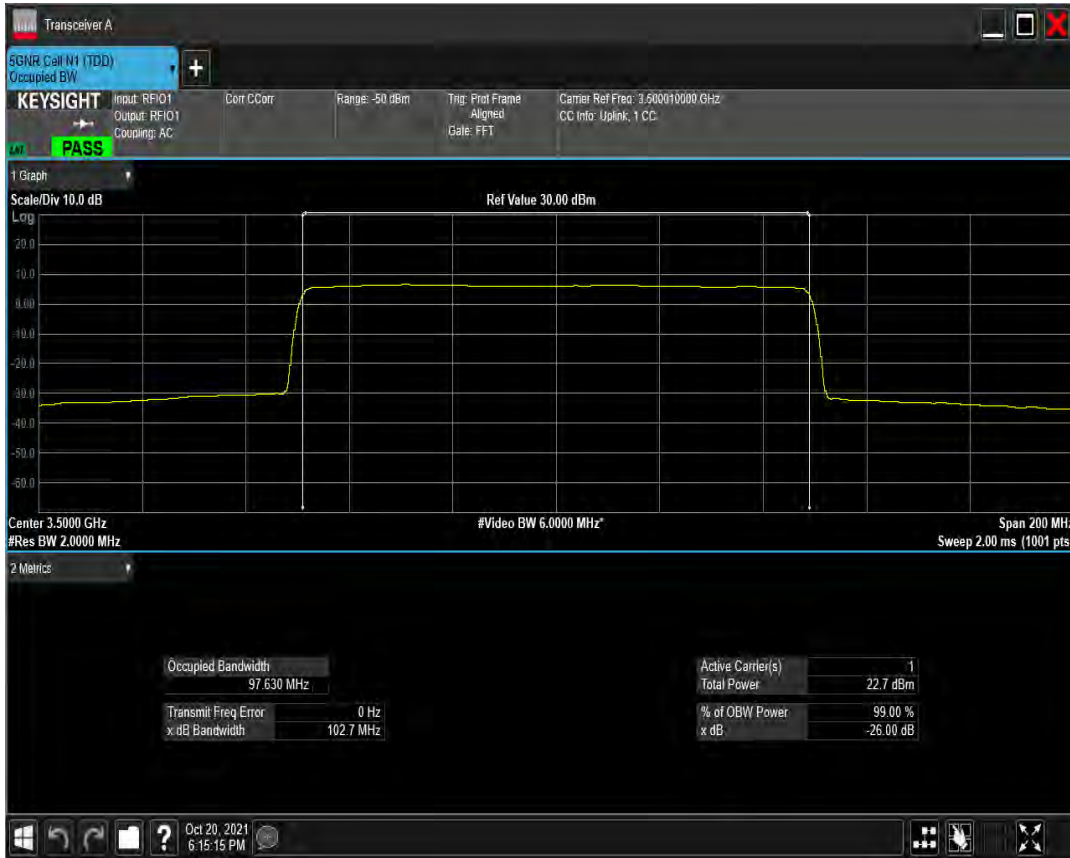 Transceiver A
5GNR Cell N1 (TDD)
Occupied BW
+
KEYSIGHT
Input: RFIO1
Output: RFIO1
Coupling: AC
Corr CCorr
Range: -50 dBm
Trig: Prot Frame
Aligned
Gate: FFT
Carrier Ref Freq: 3.500010000 GHz
CC Info: Uplink, 1 CC
PASS
1 Graph
Scale/Div 10.0 dB
Ref Value 30.00 dBm
Log
20.0
10.0
0.00
-10.0
-20.0
-30.0
-40.0
-50.0
-60.0
Center 3.5000 GHz
#Video BW 6.0000 MHz*
Span 200 MHz
#Res BW 2.0000 MHz
Sweep 2.00 ms (1001 pts
2 Metrics
Occupied Bandwidth
97.630 MHz
Transmit Freq Error 0 Hz
x dB Bandwidth 102.7 MHz
Active Carrier(s) 1
Total Power 22.7 dBm
% of OBW Power 99.00 %
x dB -26.00 dB
?
Oct 20, 2021
6:15:15 PM